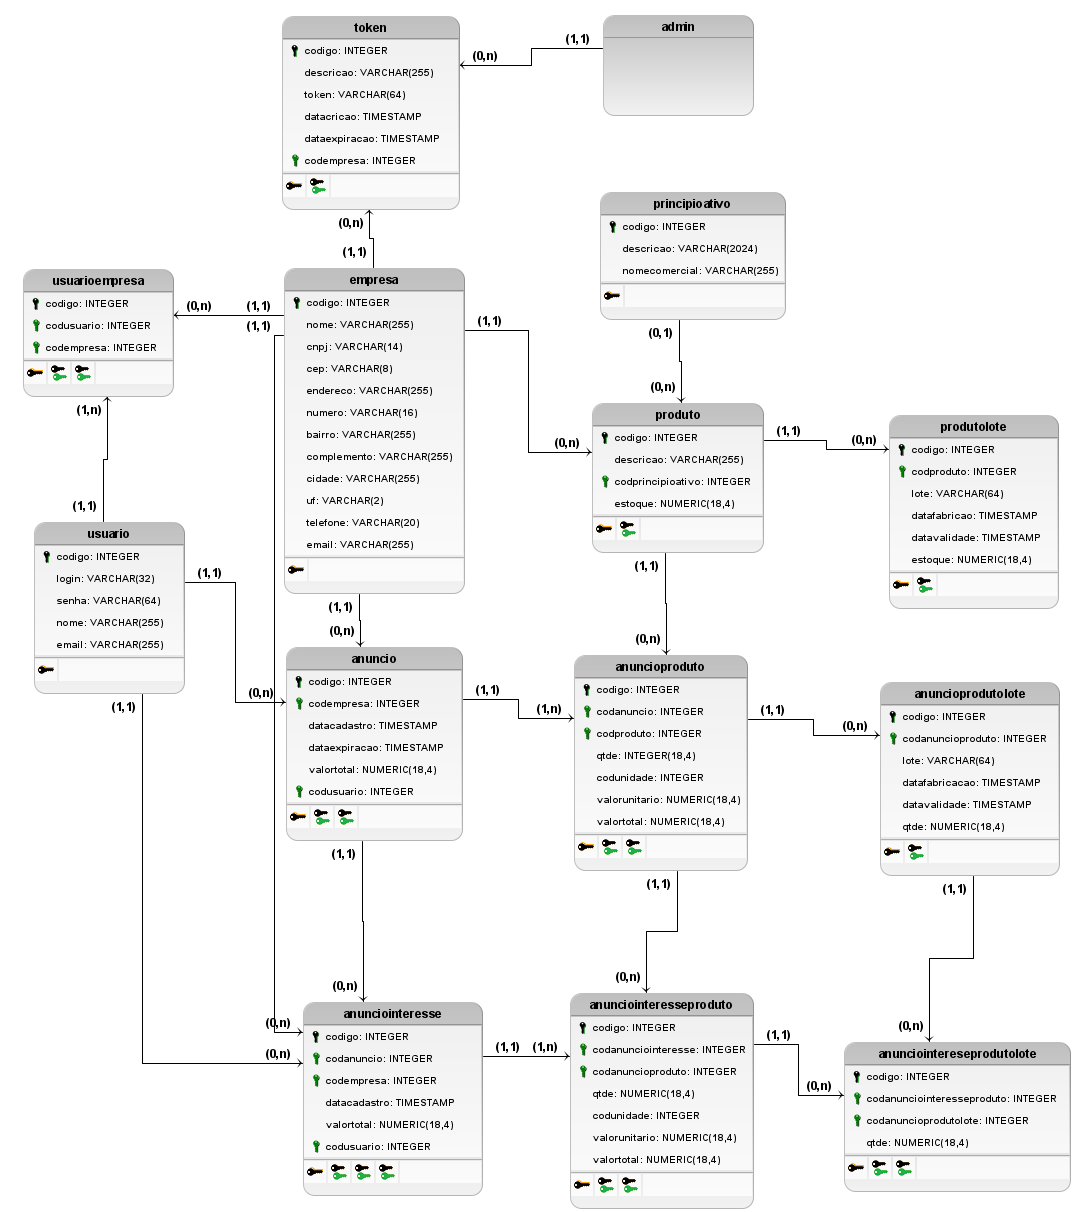 token
codigo: INTEGER
descricao: VARCHAR(255)
token: VARCHAR(64)
datacricao: TIMESTAMP
dataexpiracao: TIMESTAMP
codempresa: INTEGER
(0,n)
(1,1)
admin
(0,n)
(1,1)
principioativo
codigo: INTEGER
descricao: VARCHAR(2024)
nomecomercial: VARCHAR(255)
(0,1)
(0,n)
usuarioempresa
codigo: INTEGER
codusuario: INTEGER
codempresa: INTEGER
(0,n)
(1,1)
(1,1)
(1,n)
(1,1)
empresa
codigo: INTEGER
nome: VARCHAR(255)
cnpj: VARCHAR(14)
cep: VARCHAR(8)
endereco: VARCHAR(255)
numero: VARCHAR(16)
bairro: VARCHAR(255)
complemento: VARCHAR(255)
cidade: VARCHAR(255)
uf: VARCHAR(2)
telefone: VARCHAR(20)
email: VARCHAR(255)
(1,1)
(0,n)
produto
codigo: INTEGER
descricao: VARCHAR(255)
codprincipioativo: INTEGER
estoque: NUMERIC(18,4)
(1,1)
(0,n)
produtolote
codigo: INTEGER
codproduto: INTEGER
lote: VARCHAR(64)
datafabricao: TIMESTAMP
datavalidade: TIMESTAMP
estoque: NUMERIC(18,4)
usuario
codigo: INTEGER
login: VARCHAR(32)
senha: VARCHAR(64)
nome: VARCHAR(255)
email: VARCHAR(255)
(1,1)
(0,n)
(1,1)
(1,1)
(0,n)
anuncio
codigo: INTEGER
codempresa: INTEGER
datacadastro: TIMESTAMP
dataexpiracao: TIMESTAMP
valortotal: NUMERIC(18,4)
codusuario: INTEGER
(1,1)
(1,n)
(1,1)
(0,n)
anuncioproduto
codigo: INTEGER
codanuncio: INTEGER
codproduto: INTEGER
qtde: INTEGER(18,4)
codunidade: INTEGER
valorunitario: NUMERIC(18,4)
valortotal: NUMERIC(18,4)
(1,1)
(0,n)
anuncioprodutolote
codigo: INTEGER
codanuncioproduto: INTEGER
lote: VARCHAR(64)
datafabricacao: TIMESTAMP
datavalidade: TIMESTAMP
qtde: NUMERIC(18,4)
(1,1)
(0,n)
(1,1)
(0,n)
(1,1)
(0,n)
(0,n)
(0,n)
anunciointeresse
codigo: INTEGER
codanuncio: INTEGER
codempresa: INTEGER
datacadastro: TIMESTAMP
valortotal: NUMERIC(18,4)
codusuario: INTEGER
(1,1)
(1,n)
anunciointeresseproduto
codigo: INTEGER
codanunciointeresse: INTEGER
codanuncioproduto: INTEGER
qtde: NUMERIC(18,4)
codunidade: INTEGER
valorunitario: NUMERIC(18,4)
valortotal: NUMERIC(18,4)
(1,1)
(0,n)
anunciointereseprodutolote
codigo: INTEGER
codanunciointeresseproduto: INTEGER
codanuncioprodutolote: INTEGER
qtde: NUMERIC(18,4)